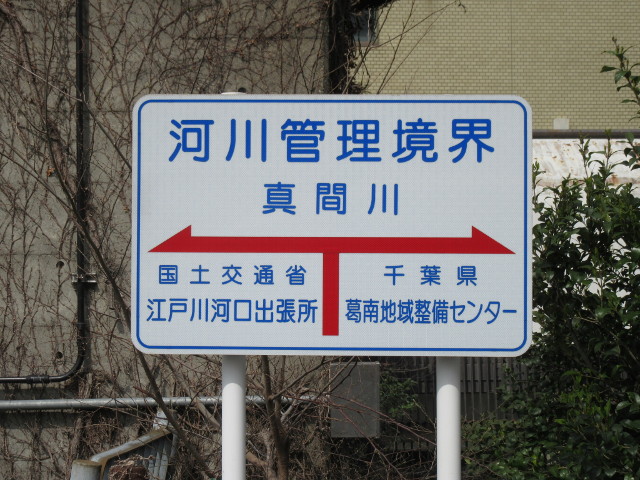 河川管理境界
真間川
国土交通省
江戸川河口出張所
千葉県
葛南地域整備センター